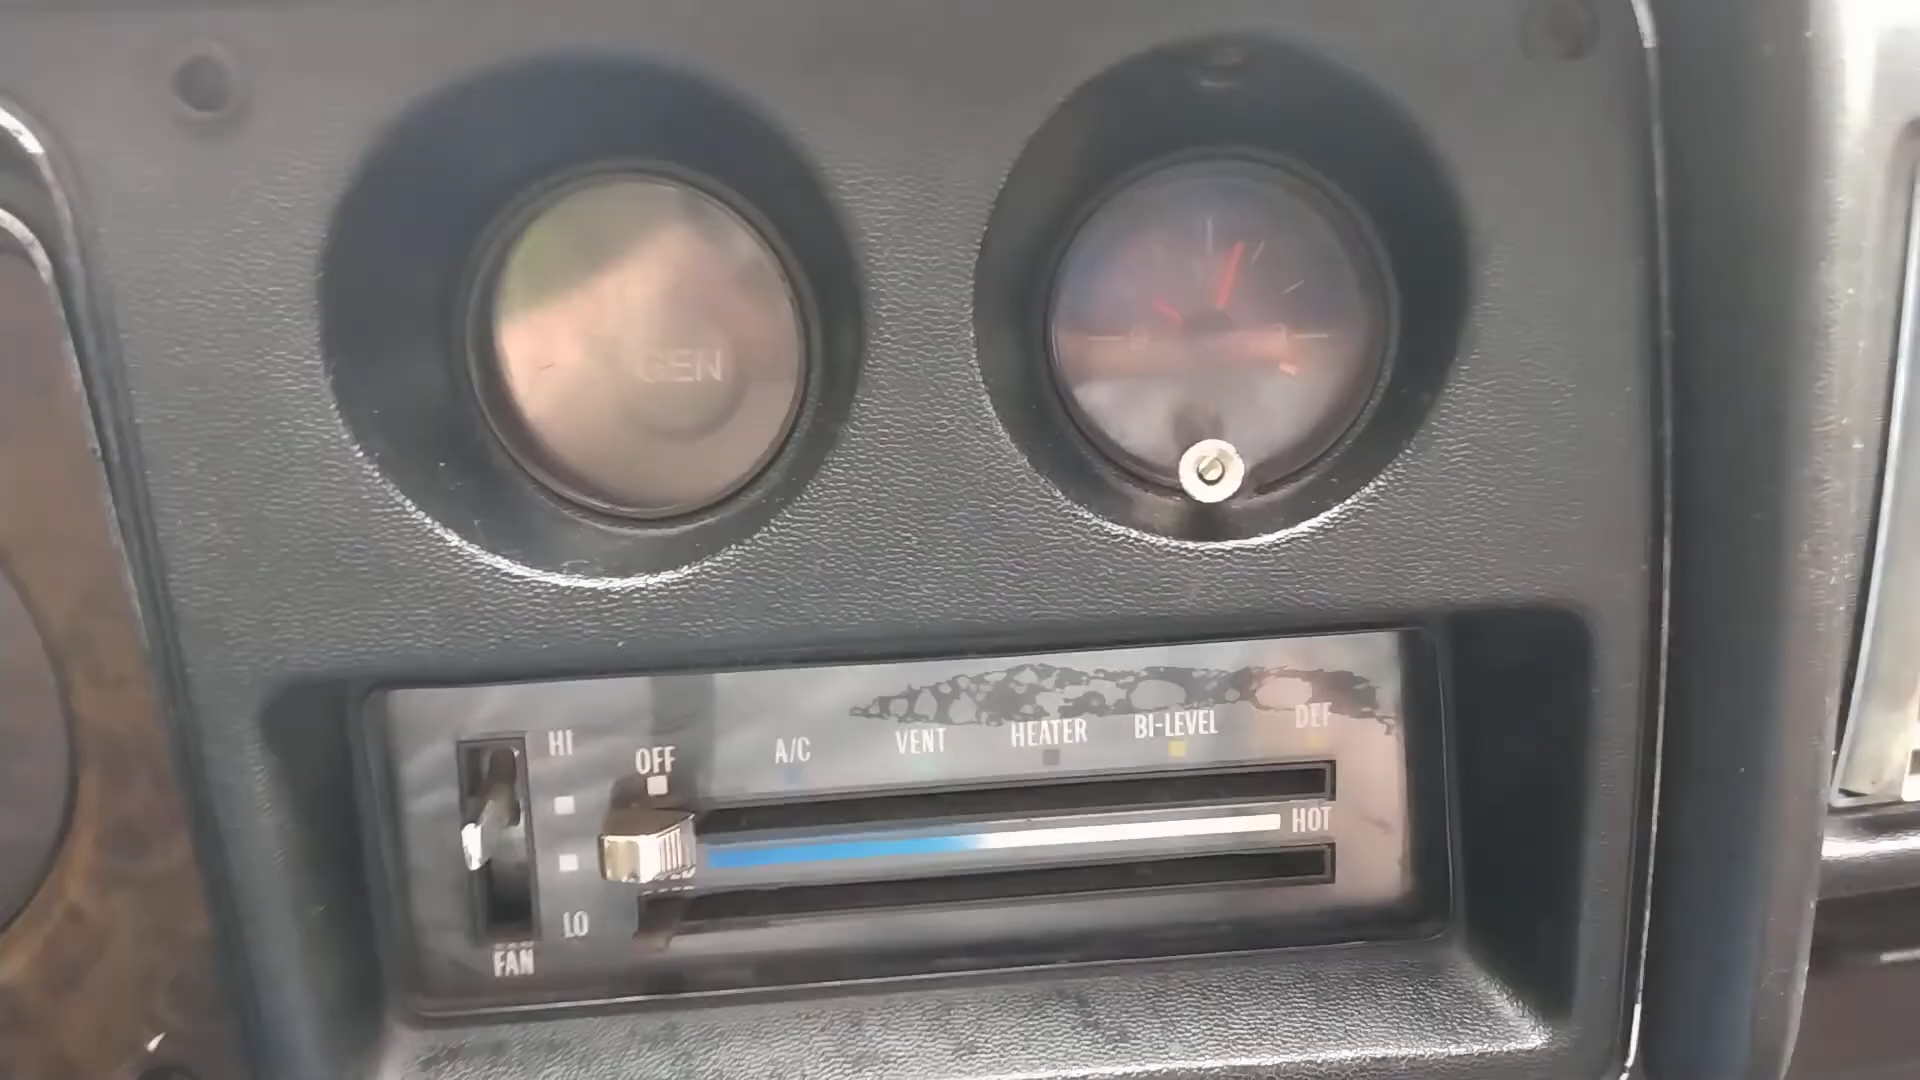 GEN
HI
OFF
A/C
VENT
HEATER
BI-LEVEL
DEF
HOT
LO
FAN